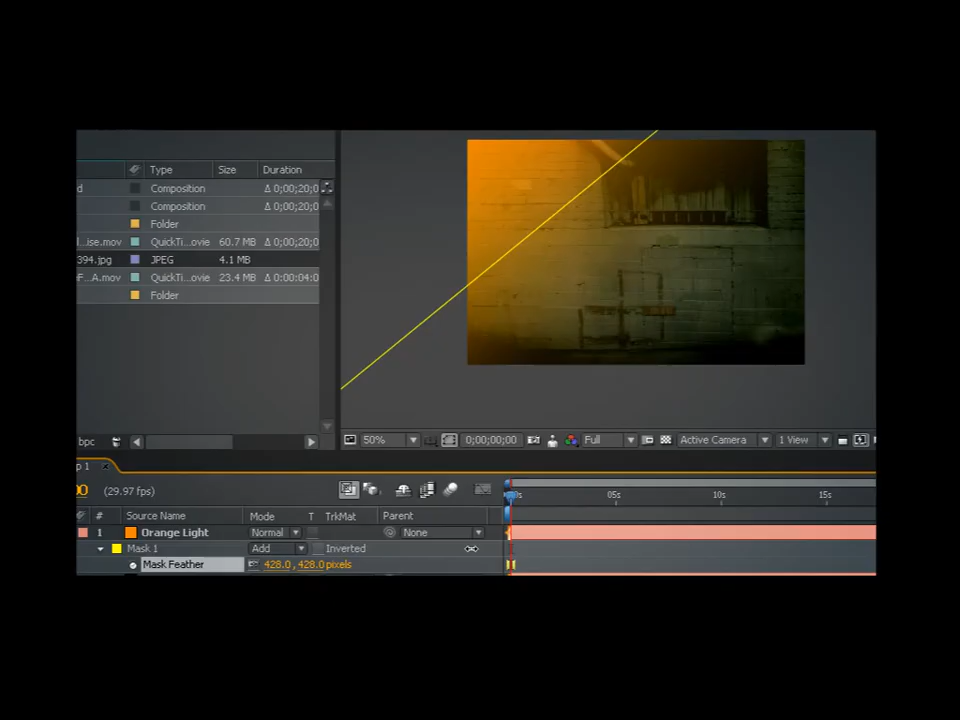 Type Size Duration
d Composition Δ 0;00;20;0
Composition Δ 0;00;20;0
Folder
l...ise.mov QuickTi...ovie 60.7 MB Δ 0;00;20;0
394.jpg JPEG 4.1 MB
F...A.mov QuickTi...ovie 23.4 MB Δ 0:00:04:0
Folder
bpc
50% 0;00;00;00 Full Active Camera 1 View
p 1 x
(29.97 fps)
0s 05s 10s 15s
# Source Name Mode T TrkMat Parent
1 Orange Light Normal None
Mask 1 Add Inverted
Mask Feather 428.0, 428.0 pixels